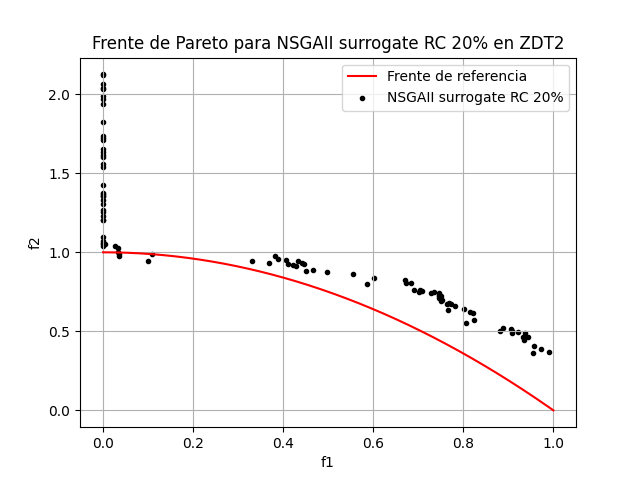 Frente de Pareto para NSGAII surrogate RC 20% en ZDT2
Frente de referencia
NSGAII surrogate RC 20%
2.0
1.5
1.0
0.5
0.0
f2
0.0 0.2 0.4 0.6 0.8 1.0
f1